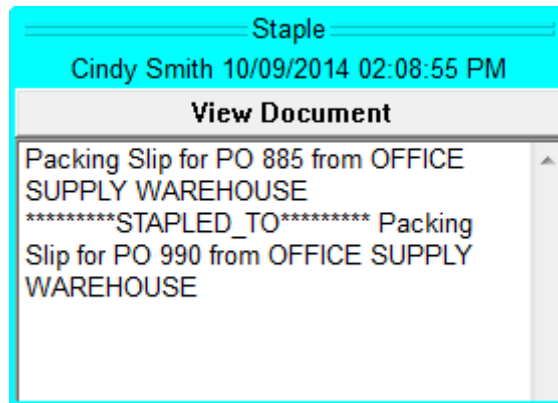 Staple
Cindy Smith 10/09/2014 02:08:55 PM
View Document
Packing Slip for PO 885 from OFFICE
SUPPLY WAREHOUSE
*********STAPLED_TO********* Packing
Slip for PO 990 from OFFICE SUPPLY
WAREHOUSE